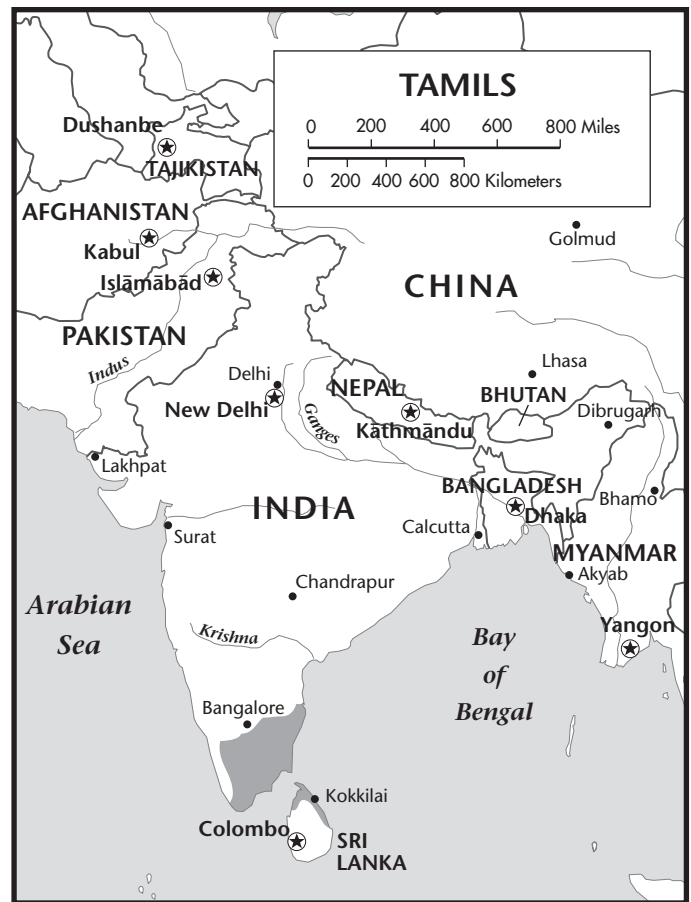 TAMILS
0 200 400 600 800 Miles
0 200 400 600 800 Kilometers
Dushanbe
TAJIKISTAN
AFGHANISTAN
Kabul
Islāmābād
Golmud
CHINA
PAKISTAN
Indus
Delhi
New Delhi
Ganges
NEPAL
Kāthmāndu
Lhasa
BHUTAN
Dibrugarh
Lakhpat
INDIA
BANGLADESH
Dhaka
Bhamo
Surat
Calcutta
MYANMAR
Akyab
Chandrapur
Arabian
Sea
Krishna
Bay
of
Bengal
Yangon
Bangalore
Kokkilai
Colombo
SRI
LANKA